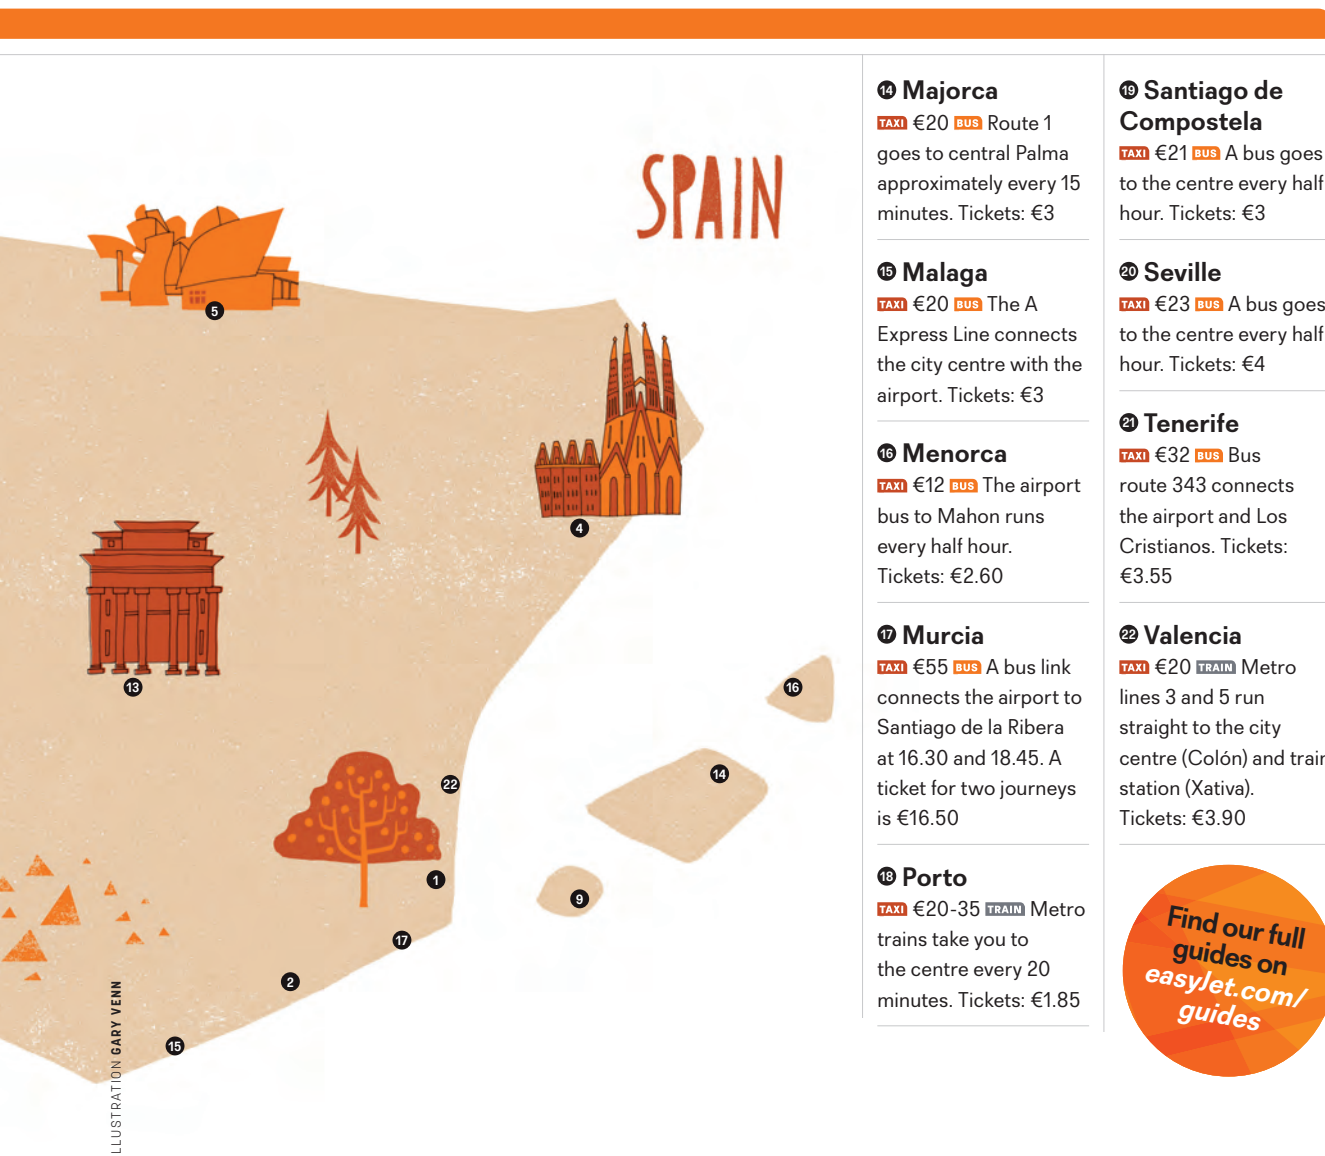 SPAIN
5
4
13
16
14
22
1
9
17
2
15
LLUSTRATION GARY VENN
14 Majorca
TAXI €20 BUS Route 1
goes to central Palma
approximately every 15
minutes. Tickets: €3
15 Malaga
TAXI €20 BUS The A
Express Line connects
the city centre with the
airport. Tickets: €3
16 Menorca
TAXI €12 BUS The airport
bus to Mahon runs
every half hour.
Tickets: €2.60
17 Murcia
TAXI €55 BUS A bus link
connects the airport to
Santiago de la Ribera
at 16.30 and 18.45. A
ticket for two journeys
is €16.50
18 Porto
TAXI €20-35 TRAIN Metro
trains take you to
the centre every 20
minutes. Tickets: €1.85
19 Santiago de
Compostela
TAXI €21 BUS A bus goes
to the centre every half
hour. Tickets: €3
20 Seville
TAXI €23 BUS A bus goes
to the centre every half
hour. Tickets: €4
21 Tenerife
TAXI €32 BUS Bus
route 343 connects
the airport and Los
Cristianos. Tickets:
€3.55
22 Valencia
TAXI €20 TRAIN Metro
lines 3 and 5 run
straight to the city
centre (Colón) and train
station (Xativa).
Tickets: €3.90
Find our full
guides on
easyJet.com/
guides